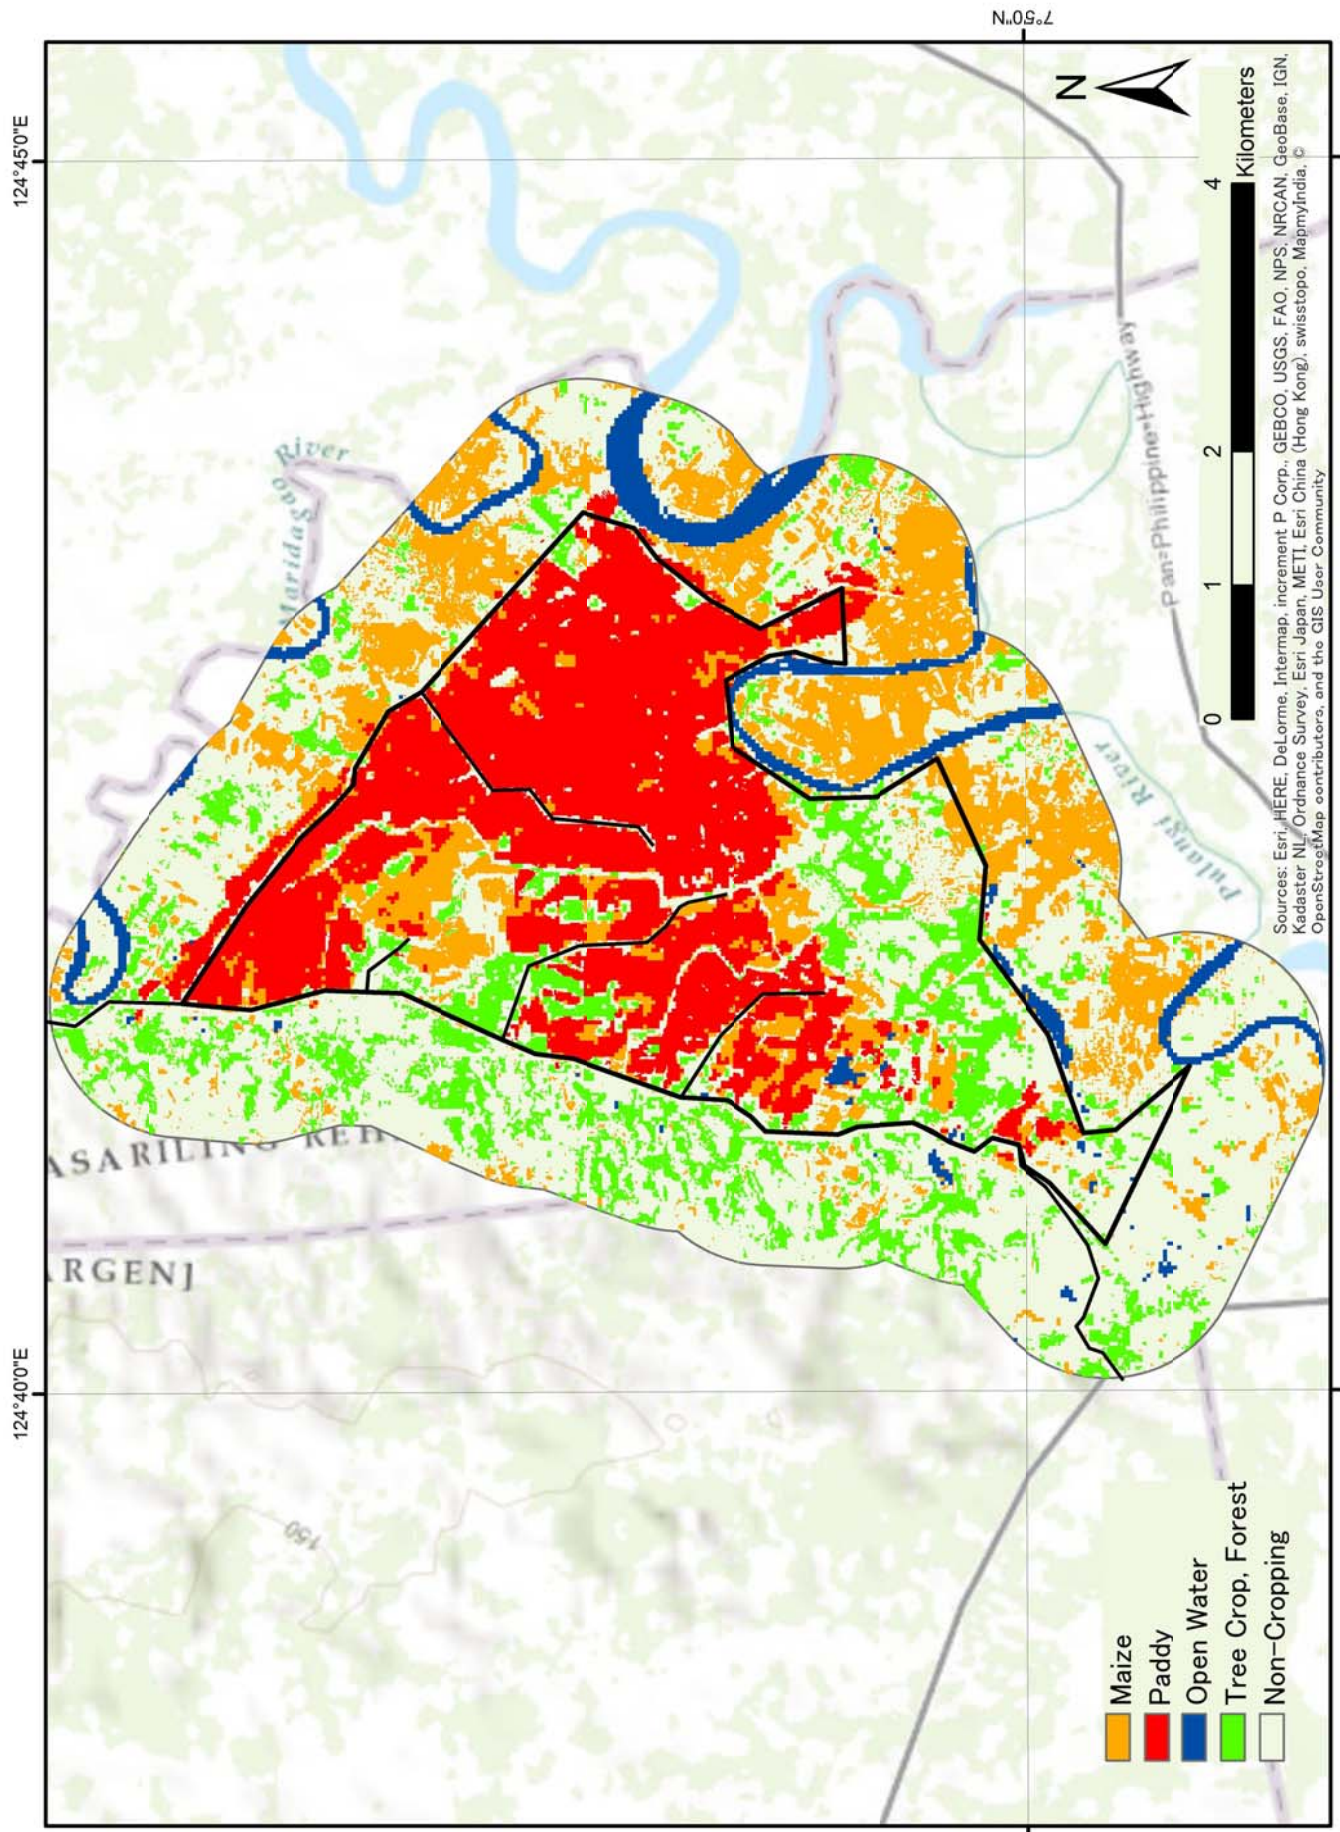 124°40'0"E
124°45'0"E
7°50'"N
ARGENJ
ASARILING REH
Maridagao River
150
Pulangi River
Pan=Philippine=Highway
N
0 1 2 4
Kilometers
Maize
Paddy
Open Water
Tree Crop, Forest
Non-Cropping
Sources: Esri, HERE, DeLorme, Intermap, increment P Corp., GEBCO, USGS, FAO, NPS, NRCAN, GeoBase, IGN,
Kadaster NL, Ordnance Survey, Esri Japan, METI, Esri China (Hong Kong), swisstopo, MapmyIndia, ©
OpenStreetMap contributors, and the GIS User Community